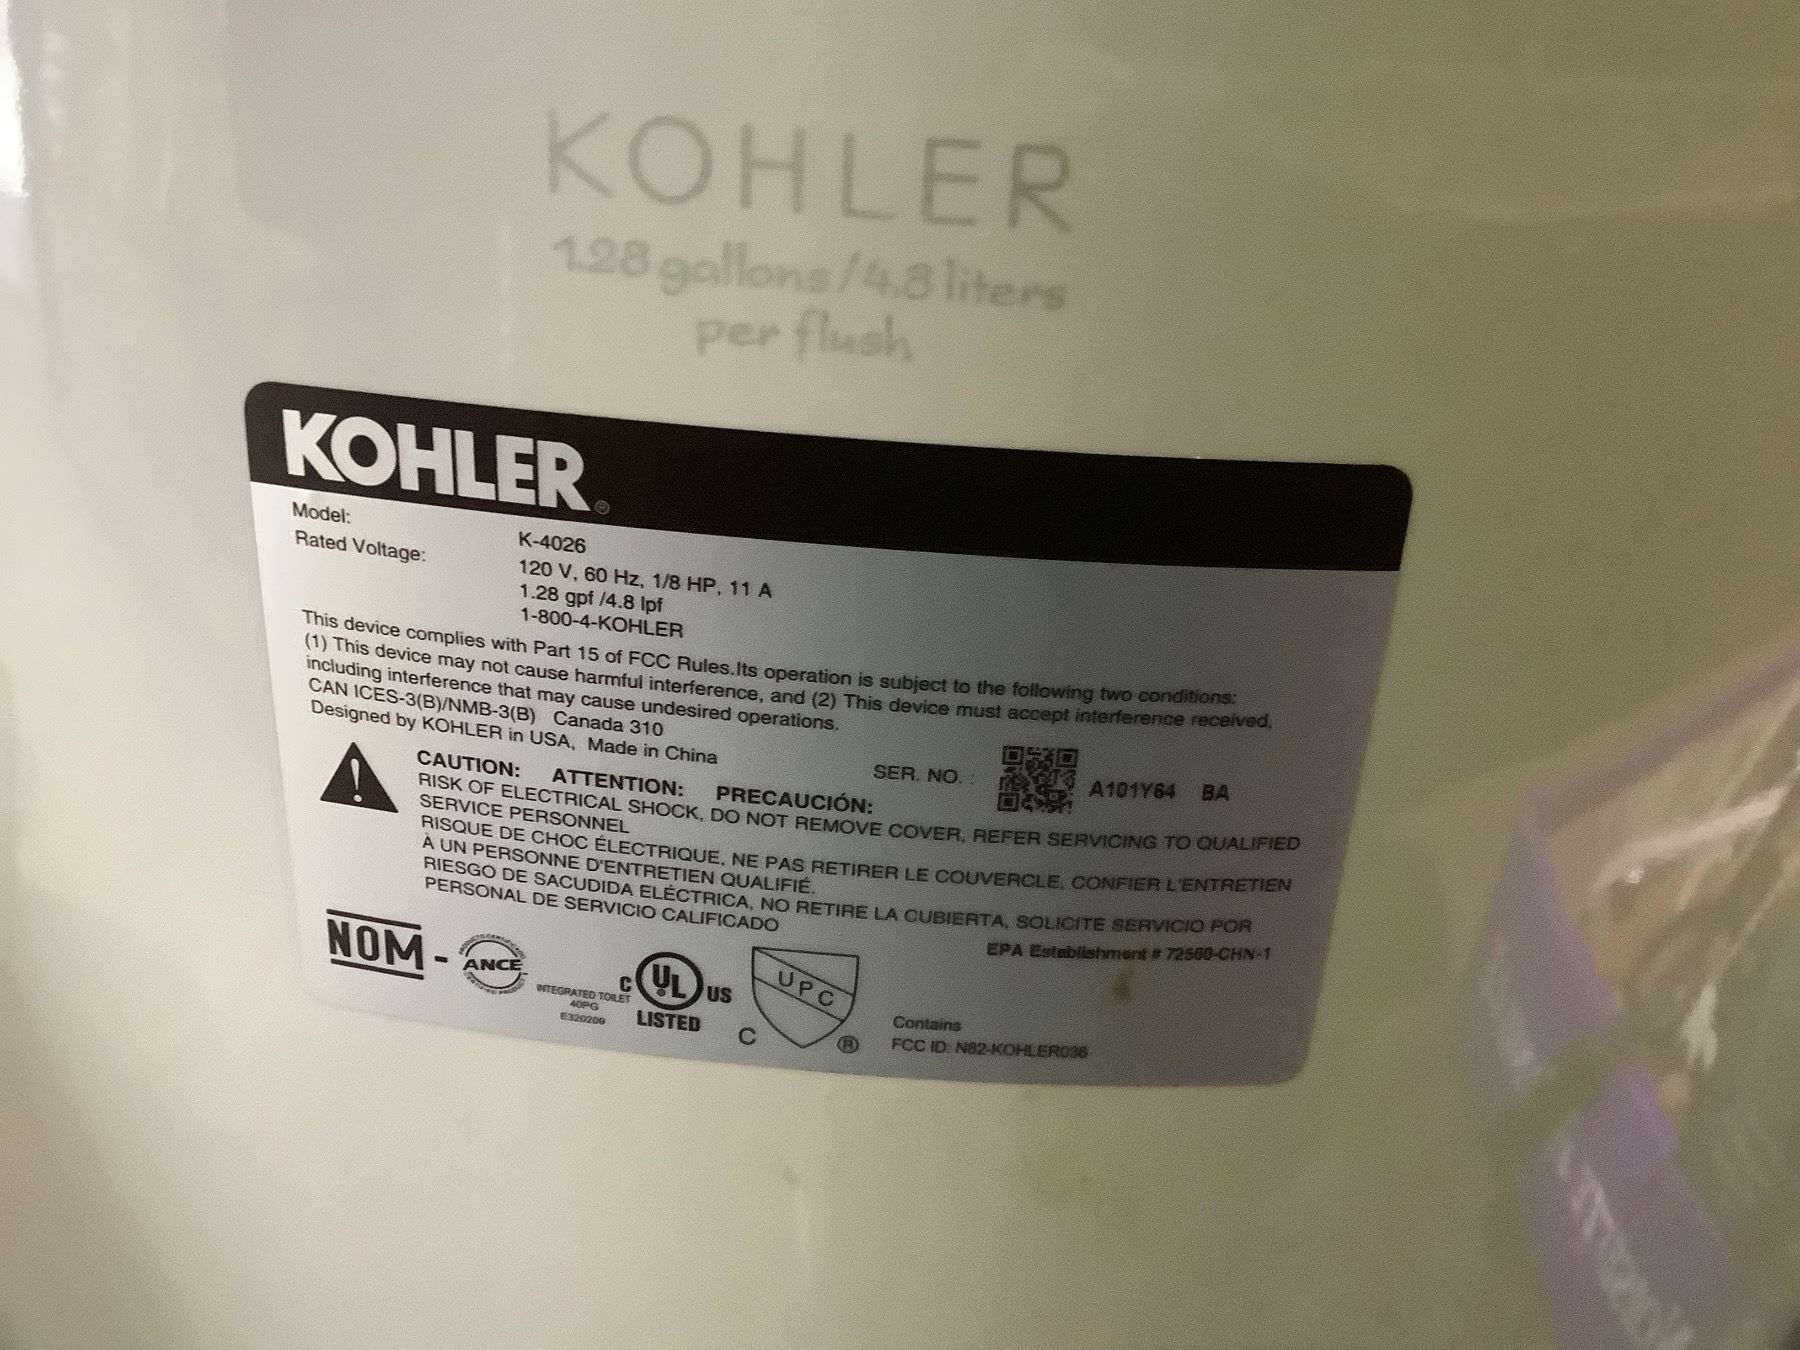 KOHLER
1.28 gallons/4.8 liters
per flush
KOHLER®
Model: K-4026
Rated Voltage: 120 V, 60 Hz, 1/8 HP, 11 A
1.28 gpf /4.8 lpf
1-800-4-KOHLER
This device complies with Part 15 of FCC Rules.Its operation is subject to the following two conditions:
(1) This device may not cause harmful interference, and (2) This device must accept interference received,
including interference that may cause undesired operations.
CAN ICES-3(B)/NMB-3(B) Canada 310
Designed by KOHLER in USA, Made in China
SER. NO. : A101Y64 BA
CAUTION: ATTENTION: PRECAUCIÓN:
RISK OF ELECTRICAL SHOCK, DO NOT REMOVE COVER, REFER SERVICING TO QUALIFIED
SERVICE PERSONNEL
RISQUE DE CHOC ÉLECTRIQUE, NE PAS RETIRER LE COUVERCLE, CONFIER L'ENTRETIEN
À UN PERSONNE D'ENTRETIEN QUALIFIÉ.
RIESGO DE SACUDIDA ELÉCTRICA, NO RETIRE LA CUBIERTA, SOLICITE SERVICIO POR
PERSONAL DE SERVICIO CALIFICADO
EPA Establishment # 72560-CHN-1
NOM - ANCE
INTEGRATED TOILET
40PG
E320209
C UL US
LISTED
UPC
C ®
Contains
FCC ID: N82-KOHLER036